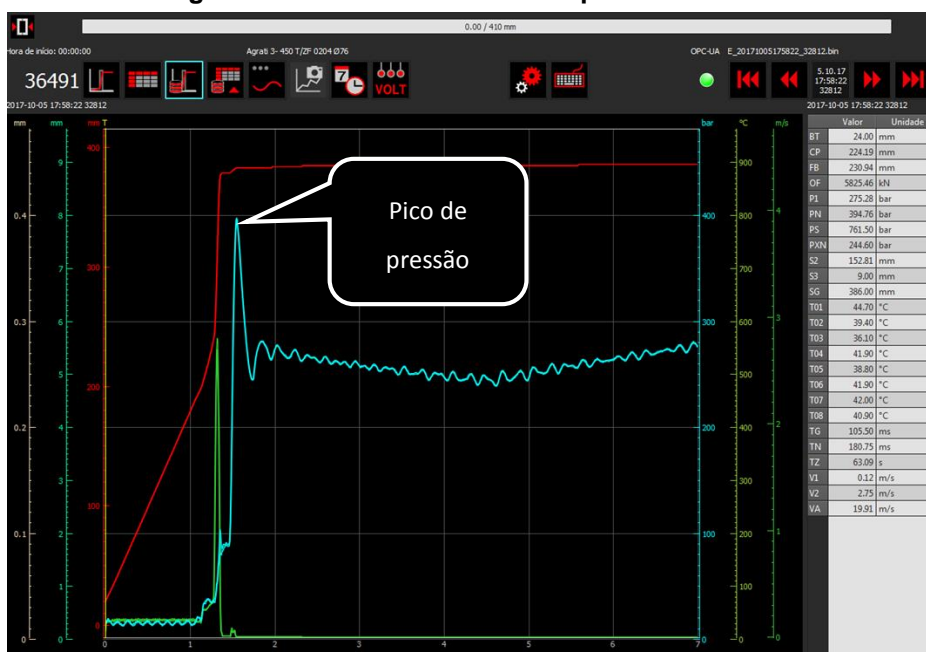 0.00 / 410 mm
Hora de início: 00:00:00 Agrati 3- 450 T/ZF 0204 Ø76 OPC-UA E_20171005175822_32812.bin
36491 7 VOLT 5.10.17
17:58:22
32812
2017-10-05 17:58:22 32812 2017-10-05 17:58:22 32812
mm mm mm T bar °C m/s
Valor Unidade
BT 24.00 mm
CP 224.19 mm
FB 230.94 mm
OF 5825.46 kN
P1 275.28 bar
PN 394.76 bar
PS 761.50 bar
PXN 244.60 bar
S2 152.81 mm
S3 9.00 mm
SG 386.00 mm
T01 44.70 °C
T02 39.40 °C
T03 36.10 °C
T04 41.90 °C
T05 38.80 °C
T06 41.90 °C
T07 42.00 °C
T08 40.90 °C
TG 105.50 ms
TN 180.75 ms
TZ 63.09 s
V1 0.12 m/s
V2 2.75 m/s
VA 19.91 m/s
Pico de
pressão
400
9 900
0.4 8 400 800 4
7 300 700
0.3 6 300 600 3
5 500
200
0.2 4 200 400 2
3 300
100
0.1 2 100 200 1
1 100
0
0 0 0 0 0
0 1 2 3 4 5 6 7